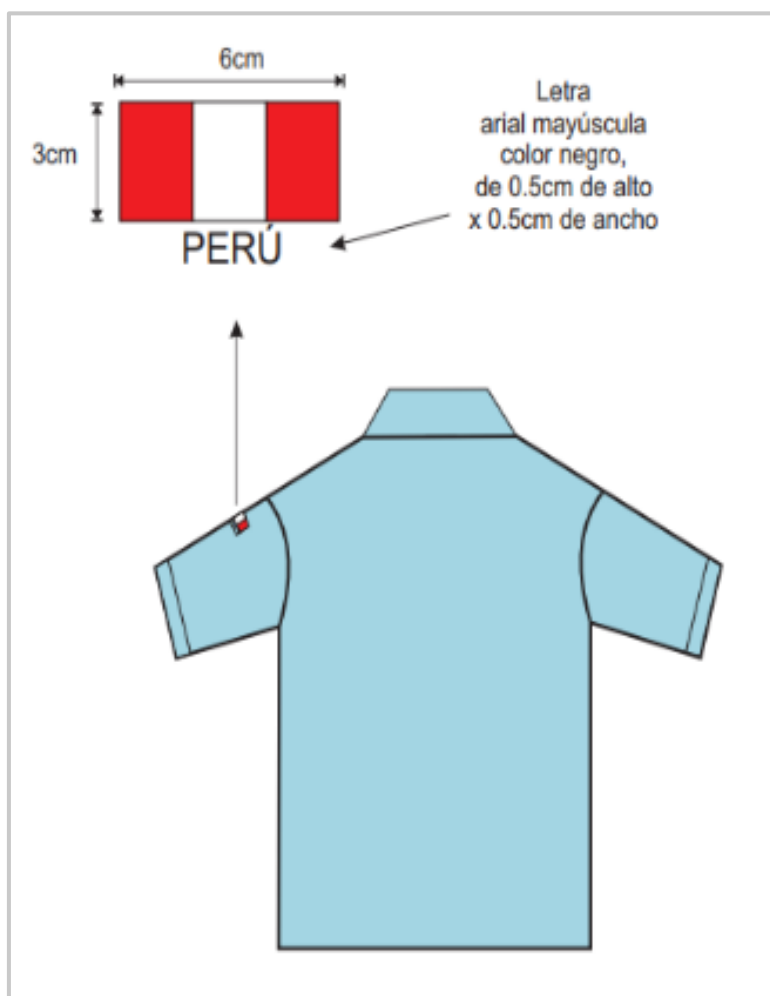 6cm
3cm
PERÚ
Letra
arial mayúscula
color negro,
de 0.5cm de alto
x 0.5cm de ancho